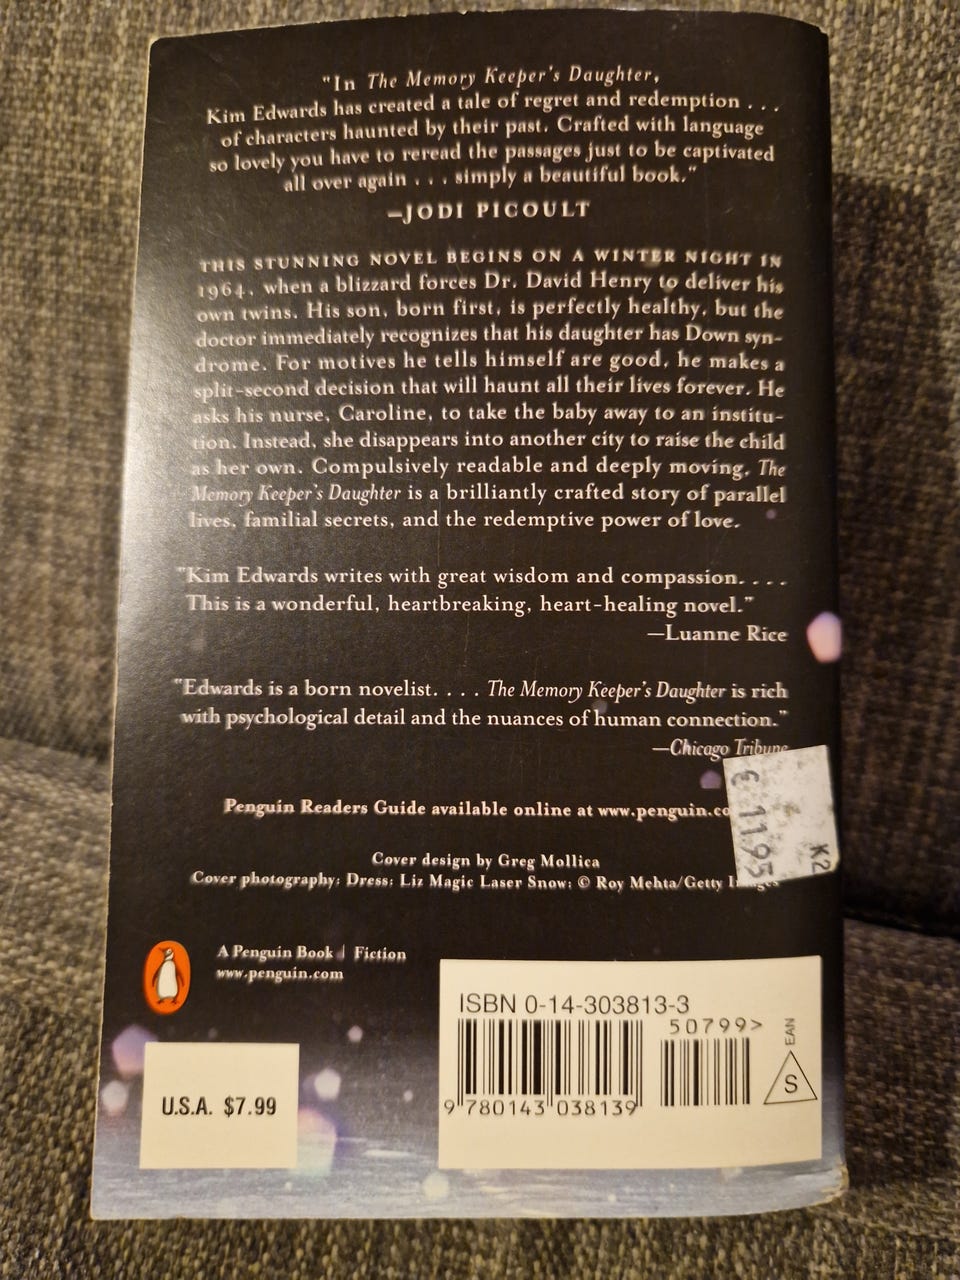 "In The Memory Keeper's Daughter,
Kim Edwards has created a tale of regret and redemption . . .
of characters haunted by their past. Crafted with language
so lovely you have to reread the passages just to be captivated
all over again . . . simply a beautiful book."
—JODI PICOULT
THIS STUNNING NOVEL BEGINS ON A WINTER NIGHT IN
1964, when a blizzard forces Dr. David Henry to deliver his
own twins. His son, born first, is perfectly healthy, but the
doctor immediately recognizes that his daughter has Down syn-
drome. For motives he tells himself are good, he makes a
split-second decision that will haunt all their lives forever. He
asks his nurse, Caroline, to take the baby away to an institu-
tion. Instead, she disappears into another city to raise the child
as her own. Compulsively readable and deeply moving, The
Memory Keeper's Daughter is a brilliantly crafted story of parallel
lives, familial secrets, and the redemptive power of love.
"Kim Edwards writes with great wisdom and compassion. . . .
This is a wonderful, heartbreaking, heart-healing novel."
—Luanne Rice
"Edwards is a born novelist. . . . The Memory Keeper's Daughter is rich
with psychological detail and the nuances of human connection."
—Chicago Tribune
€ 11.95
K2
Penguin Readers Guide available online at www.penguin.co
Cover design by Greg Mollica
Cover photography: Dress: Liz Magic Laser Snow: © Roy Mehta/Getty Images
A Penguin Book | Fiction
www.penguin.com
U.S.A. $7.99
ISBN 0-14-303813-3
50799>
EAN
S
9 780143 038139